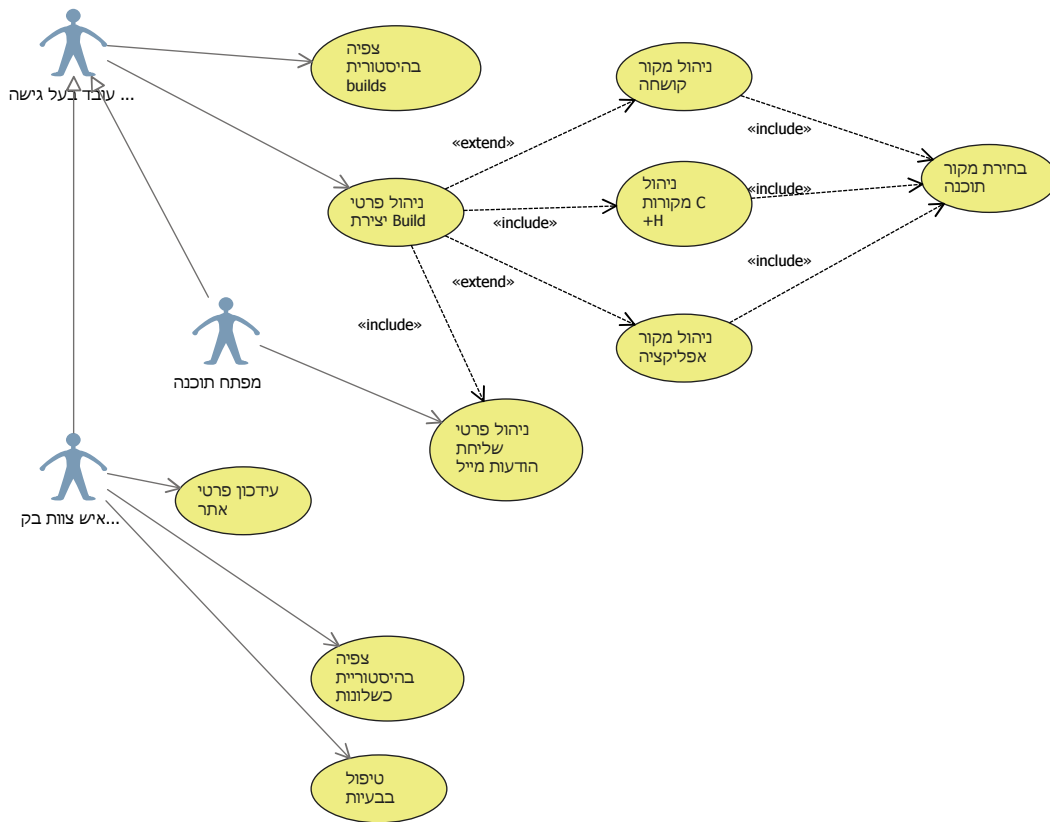 צפיה
בהיסטורית
builds
ניהול מקור
קושחה
עובד בעל גישה ...
«extend»
«include»
ניהול פרטי
יצירת Build
ניהול
מקורות C
+H
בחירת מקור
תוכנה
«include»
«include»
«include»
«extend»
«include»
ניהול מקור
אפליקציה
מפתח תוכנה
ניהול פרטי
שליחת
הודעות מייל
איש צוות בק...
עידכון פרטי
אתר
צפיה
בהיסטוריית
כשלונות
טיפול
בבעיות